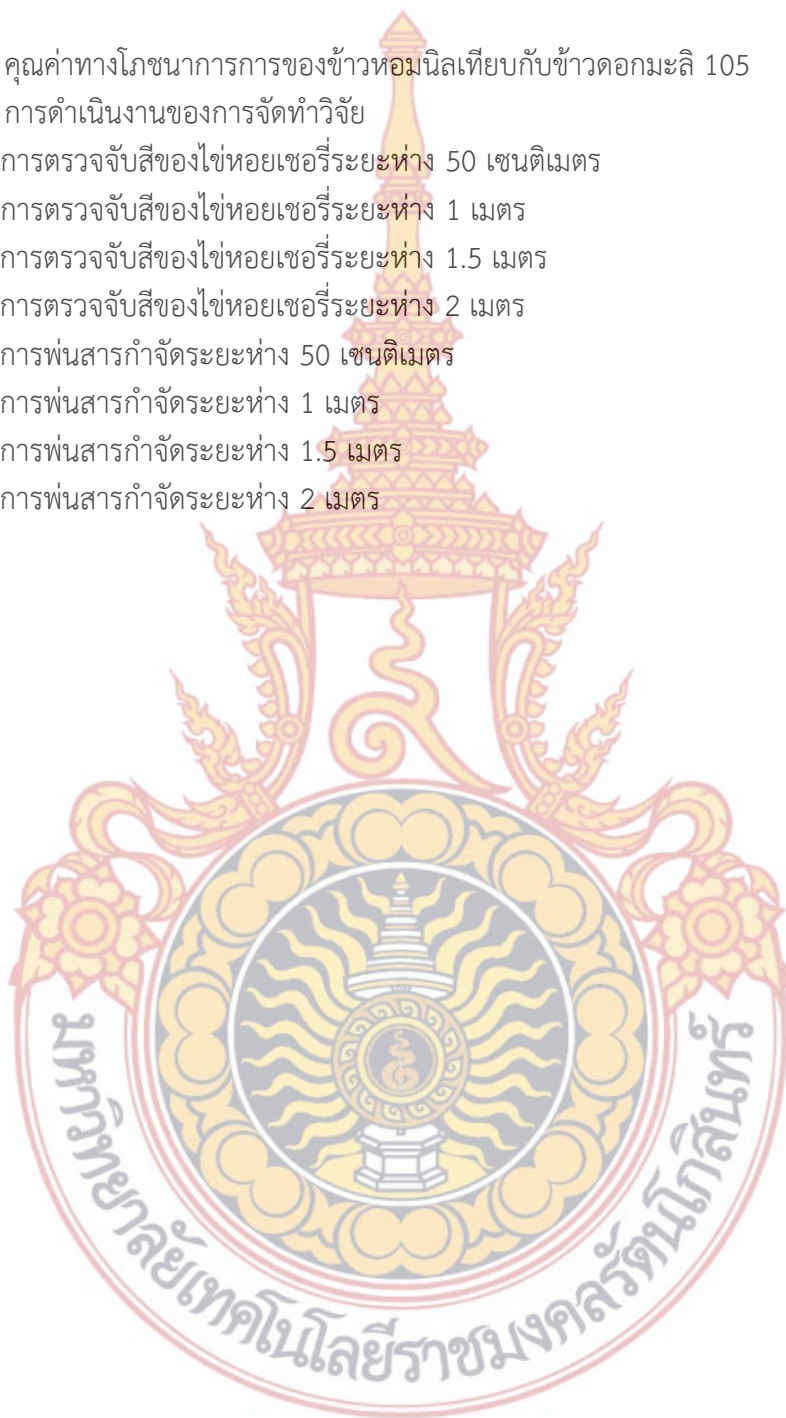 คุณค่าทางโภชนาการการของข้าวหอมนิลเทียบกับข้าวดอกมะลิ 105
การดำเนินงานของการจัดทำวิจัย
การตรวจจับสีของไข่หอยเชอรี่ระยะห่าง 50 เซนติเมตร
การตรวจจับสีของไข่หอยเชอรี่ระยะห่าง 1 เมตร
การตรวจจับสีของไข่หอยเชอรี่ระยะห่าง 1.5 เมตร
การตรวจจับสีของไข่หอยเชอรี่ระยะห่าง 2 เมตร
การพ่นสารกำจัดระยะห่าง 50 เซนติเมตร
การพ่นสารกำจัดระยะห่าง 1 เมตร
การพ่นสารกำจัดระยะห่าง 1.5 เมตร
การพ่นสารกำจัดระยะห่าง 2 เมตร
มหาวิทยาลัยเทคโนโลยีราชมงคลรัตนโกสินทร์